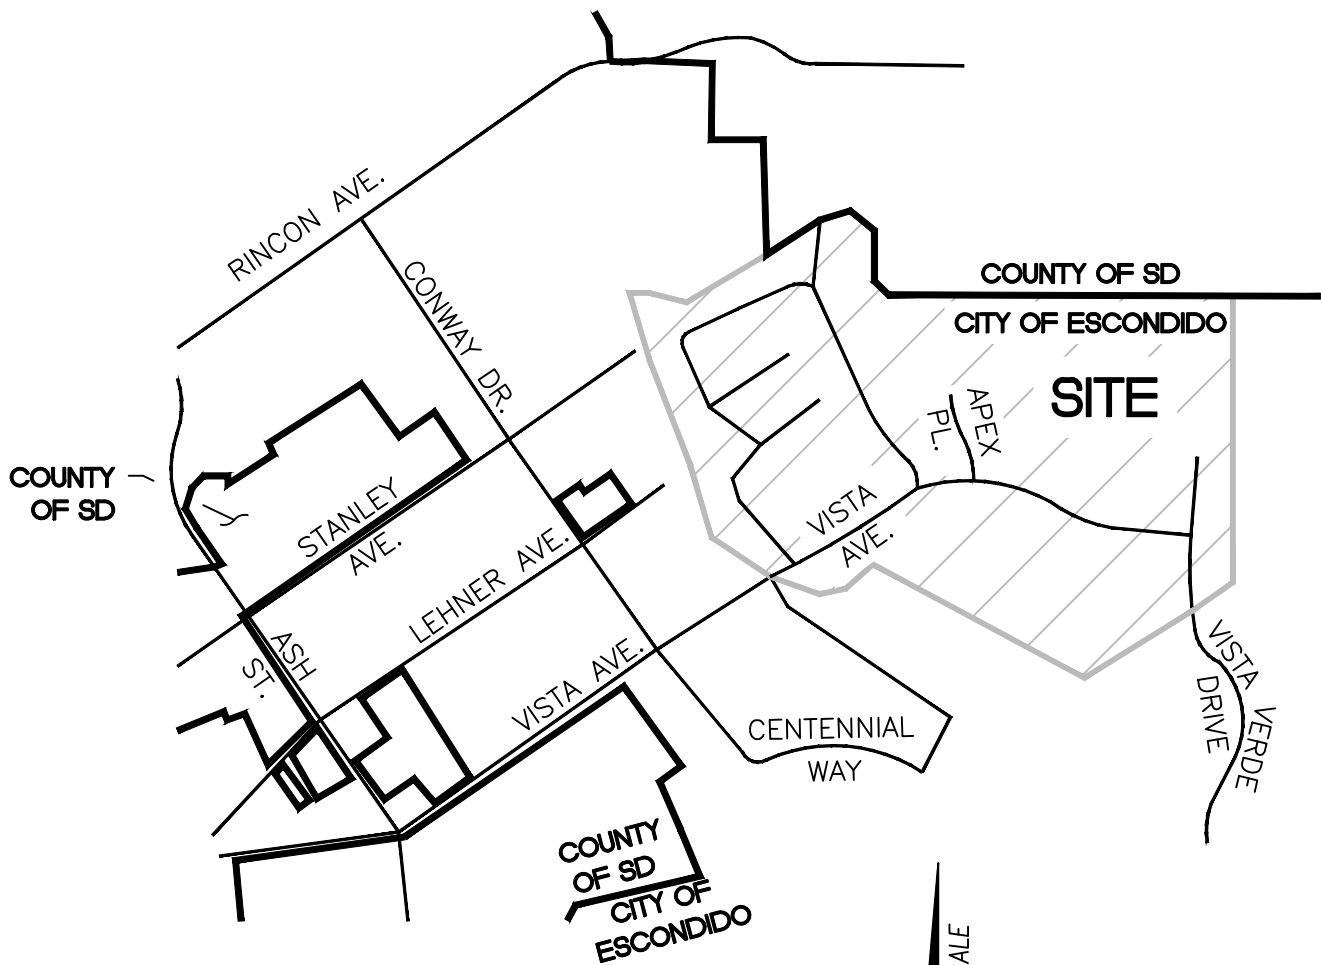 RINCON AVE.
CONWAY DR.
COUNTY OF SD
CITY OF ESCONDIDO
SITE
APEX
PL.
COUNTY
OF SD
STANLEY
AVE.
VISTA
AVE.
LEHNER AVE.
ASH
ST.
VISTA AVE.
VISTA VERDE
DRIVE
CENTENNIAL
WAY
COUNTY
OF SD
CITY OF
ESCONDIDO
ALE